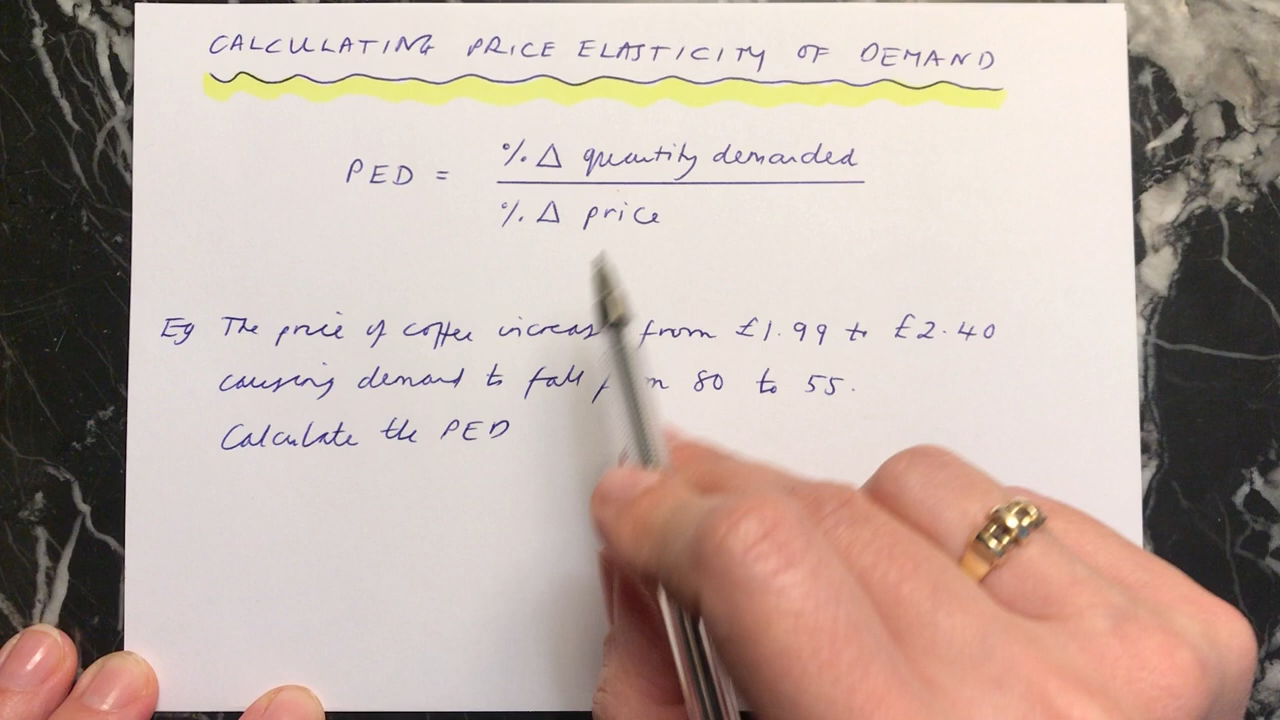 CALCULATING PRICE ELASTICITY OF DEMAND
PED =
% Δ quantity demanded
% Δ price
Eg The price of coffee increas from £1.99 to £2.40
causing demand to fall 80 to 55.
Calculate the PED